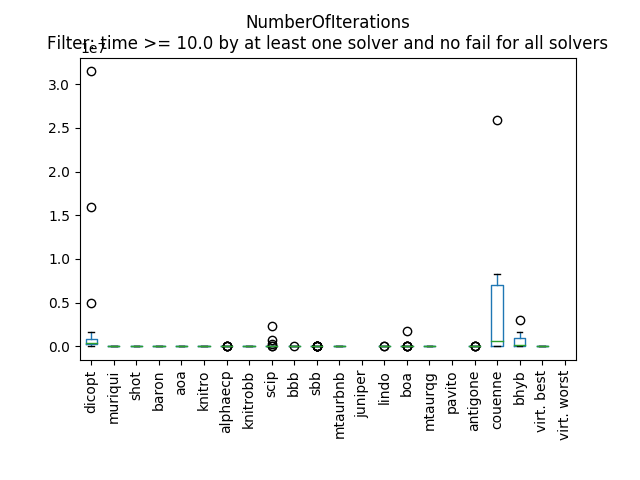 NumberOfIterations
Filter: time >= 10.0 by at least one solver and no fail for all solvers
1e7
3.0
2.5
2.0
1.5
1.0
0.5
0.0
dicopt
muriqui
shot
baron
aoa
knitro
alphaecp
knitrobb
scip
bbb
sbb
mtaurbnb
juniper
lindo
boa
mtaurqg
pavito
antigone
couenne
bhyb
virt. best
virt. worst